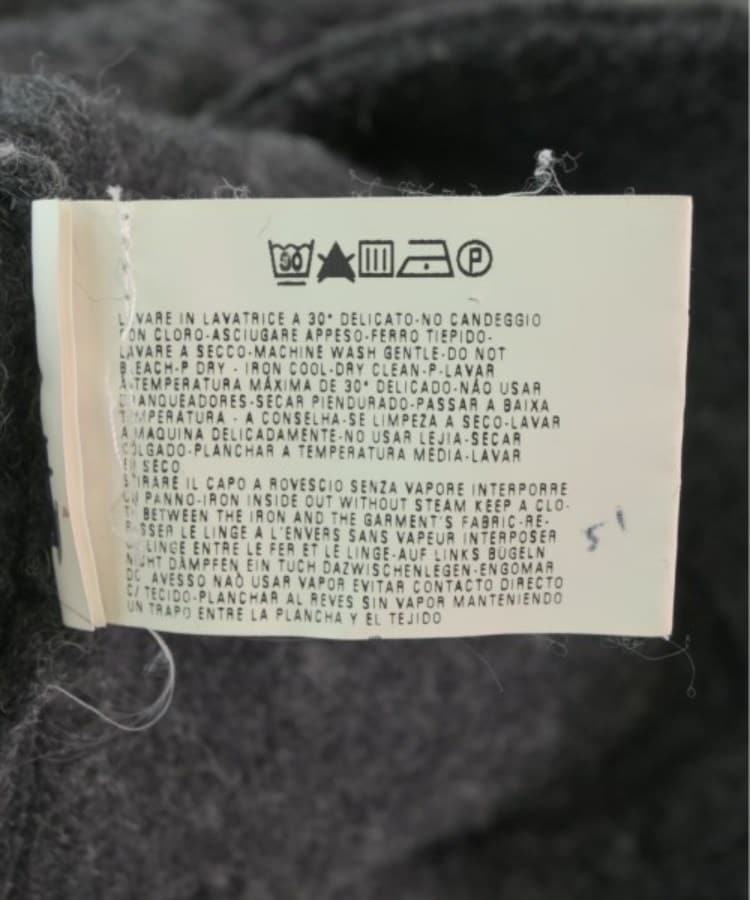 30 P
LAVARE IN LAVATRICE A 30° DELICATO-NO CANDEGGIO
CON CLORO-ASCIUGARE APPESO-FERRO TIEPIDO-
LAVARE A SECCO-MACHINE WASH GENTLE-DO NOT
BLEACH-P DRY - IRON COOL-DRY CLEAN-P-LAVAR
A TEMPERATURA MÁXIMA DE 30° DELICADO-NÃO USAR
BRANQUEADORES-SECAR PIENDURADO-PASSAR A BAIXA
TEMPERATURA - A CONSELHA-SE LIMPEZA A SECO-LAVAR
A MAQUINA DELICADAMENTE-NO USAR LEJIA-SECAR
COLGADO-PLANCHAR A TEMPERATURA MEDIA-LAVAR
EN SECO
STIRARE IL CAPO A ROVESCIO SENZA VAPORE INTERPORRE
UN PANNO-IRON INSIDE OUT WITHOUT STEAM KEEP A CLO-
TH BETWEEN THE IRON AND THE GARMENT'S FABRIC-RE-
PASSER LE LINGE A L'ENVERS SANS VAPEUR INTERPOSER
LINGE ENTRE LE FER ET LE LINGE-AUF LINKS BUGELN
NICHT DÄMPFEN EIN TUCH DAZWISCHENLEGEN-ENGOMAR
DO AVESSO NAÒ USAR VAPOR EVITAR CONTACTO DIRECTO
C/ TECIDO-PLANCHAR AL REVES SIN VAPOR MANTENIENDO
UN TRAPO ENTRE LA PLANCHA Y EL TEJIDO